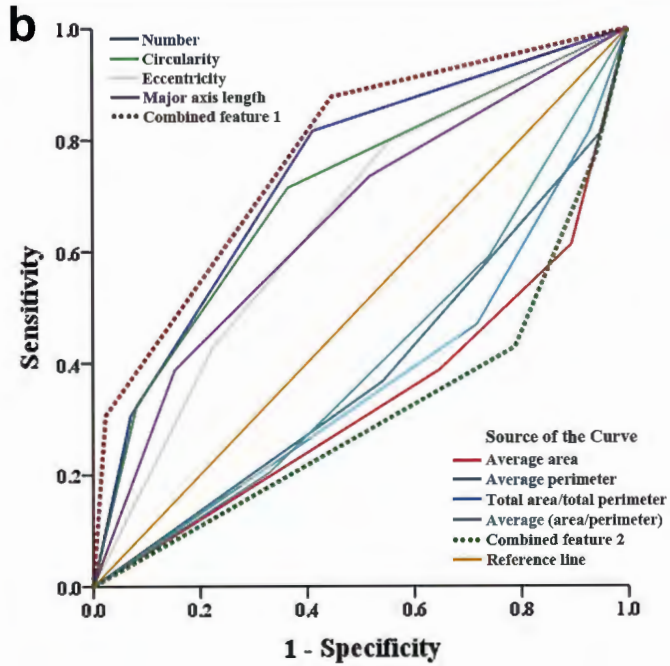 b
1.0
0.8
0.6
0.4
0.2
0.0
Sensitivity
Number
Circularity
Eccentricity
Major axis length
Combined feature 1
Source of the Curve
Average area
Average perimeter
Total area/total perimeter
Average (area/perimeter)
Combined feature 2
Reference line
0.0 0.2 0.4 0.6 0.8 1.0
1 - Specificity